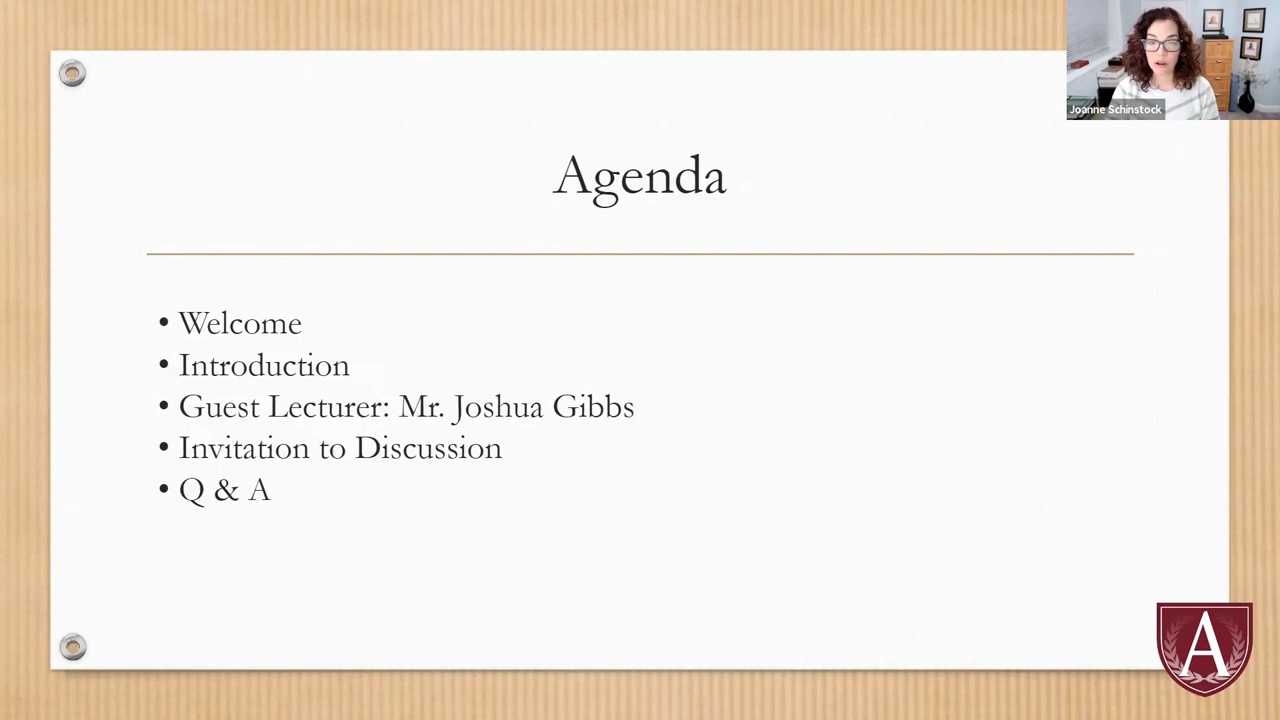 Joanne Schinstock
Agenda
• Welcome
• Introduction
• Guest Lecturer: Mr. Joshua Gibbs
• Invitation to Discussion
• Q & A
A